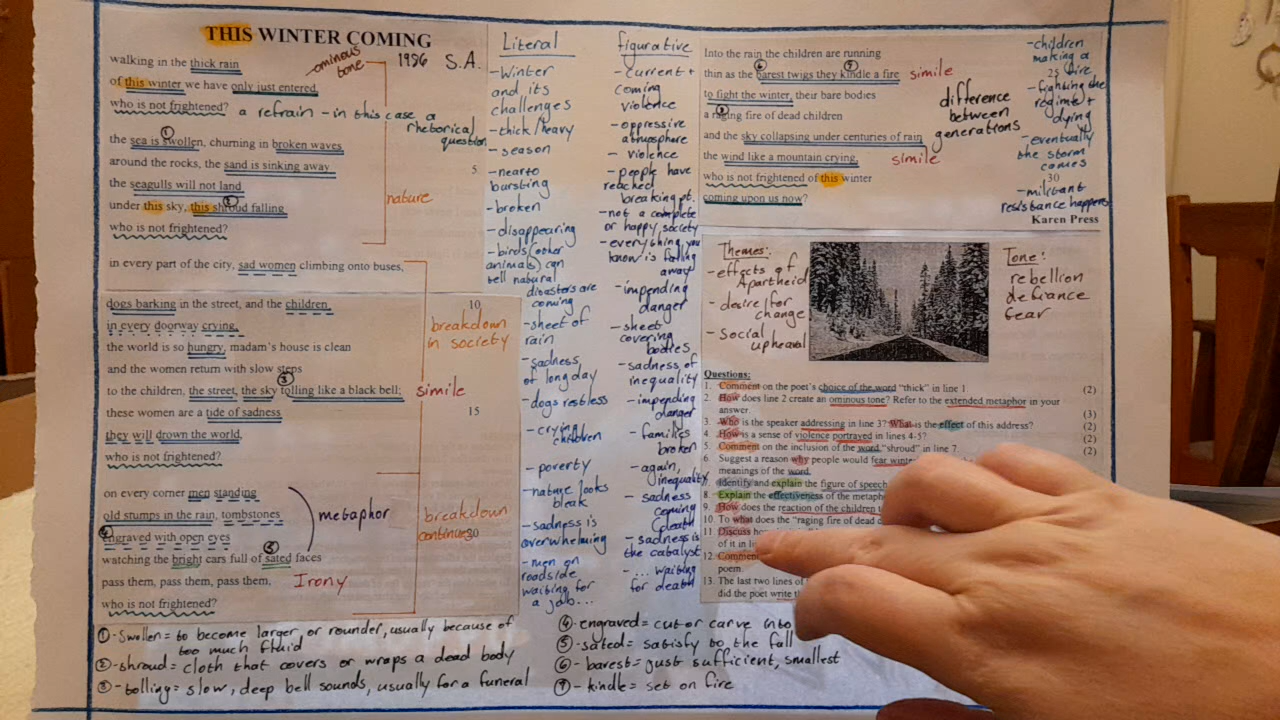 THIS WINTER COMING
walking in the thick rain
of this winter we have only just entered,
who is not frightened?
ominous
tone
1986 S.A.
a refrain - in this case a
rhetorical
question
the sea is swollen, churning in broken waves
around the rocks, the sand is sinking away
5
the seagulls will not land
under this sky, this shroud falling
who is not frightened?
nature
in every part of the city, sad women climbing onto buses,
dogs barking in the street, and the children
10
in every doorway crying,
the world is so hungry, madam's house is clean
and the women return with slow steps
to the children, the street, the sky tolling like a black bell;
these women are a tide of sadness
15
they will drown the world,
who is not frightened?
breakdown
in society
simile
on every corner men standing
old stumps in the rain, tombstones
engraved with open eyes
watching the bright cars full of sated faces
pass them, pass them, pass them,
who is not frightened?
metaphor
breakdown
continues
Irony
Literal
- Winter
and its
challenges
- thick/heavy
- season
- near to
bursting
- broken
- disappearing
- birds (other
animals) can
tell natural
disasters are
coming
- sheet of
rain
- sadness
of long day
- dogs restless
- crying
children
- poverty
- nature looks
bleak
- sadness is
overwhelming
- men on
roadside
waiting for
a job...
figurative
- current +
coming
violence
- oppressive
atmosphere
- violence
- people have
reached
breaking pt.
- not a complete
or happy society
- everything you
know is falling
away
- impending
danger
- sheet
covering
bodies
- sadness of
inequality
- impending
danger
- families
broken
- again,
inequality
- sadness
coming
(death
- sadness is
the catalyst
- ... waiting
for death
Into the rain the children are running
thin as the barest twigs they kindle a fire
to fight the winter, their bare bodies
a raging fire of dead children
and the sky collapsing under centuries of rain
the wind like a mountain crying,
who is not frightened of this winter
coming upon us now?
simile
25
difference
between
generations
simile
30
Karen Press
- children
making a
fire
- fighting the
regime +
dying
- eventually
the storm
comes
- militant
resistance happens
Themes:
- effects of
Apartheid
- desire for
change
- social
upheaval
Tone:
rebellion
defiance
fear
Questions:
1. Comment on the poet's choice of the word "thick" in line 1. (2)
2. How does line 2 create an ominous tone? Refer to the extended metaphor in your
answer. (3)
3. Who is the speaker addressing in line 3? What is the effect of this address? (2)
4. How is a sense of violence portrayed in lines 4-5? (2)
5. Comment on the inclusion of the word "shroud" in line 7. (2)
6. Suggest a reason why people would fear
meanings of the word.
Identify and explain the figure of speech
8. Explain the effectiveness of the
9. How does the reaction of the children
10. To what does the "raging fire of dead
11. Discuss
of it in
12. Comment
poem.
13. The last two lines of
did the poet write
① - Swollen = to become larger or rounder, usually because of
too much fluid
② - shroud = cloth that covers or wraps a dead body
③ - tolling = slow, deep bell sounds, usually for a funeral
④ - engraved = cut or carve into
⑤ - sated = satisfy to the full
⑥ - barest = just sufficient, smallest
⑦ - kindle = set on fire